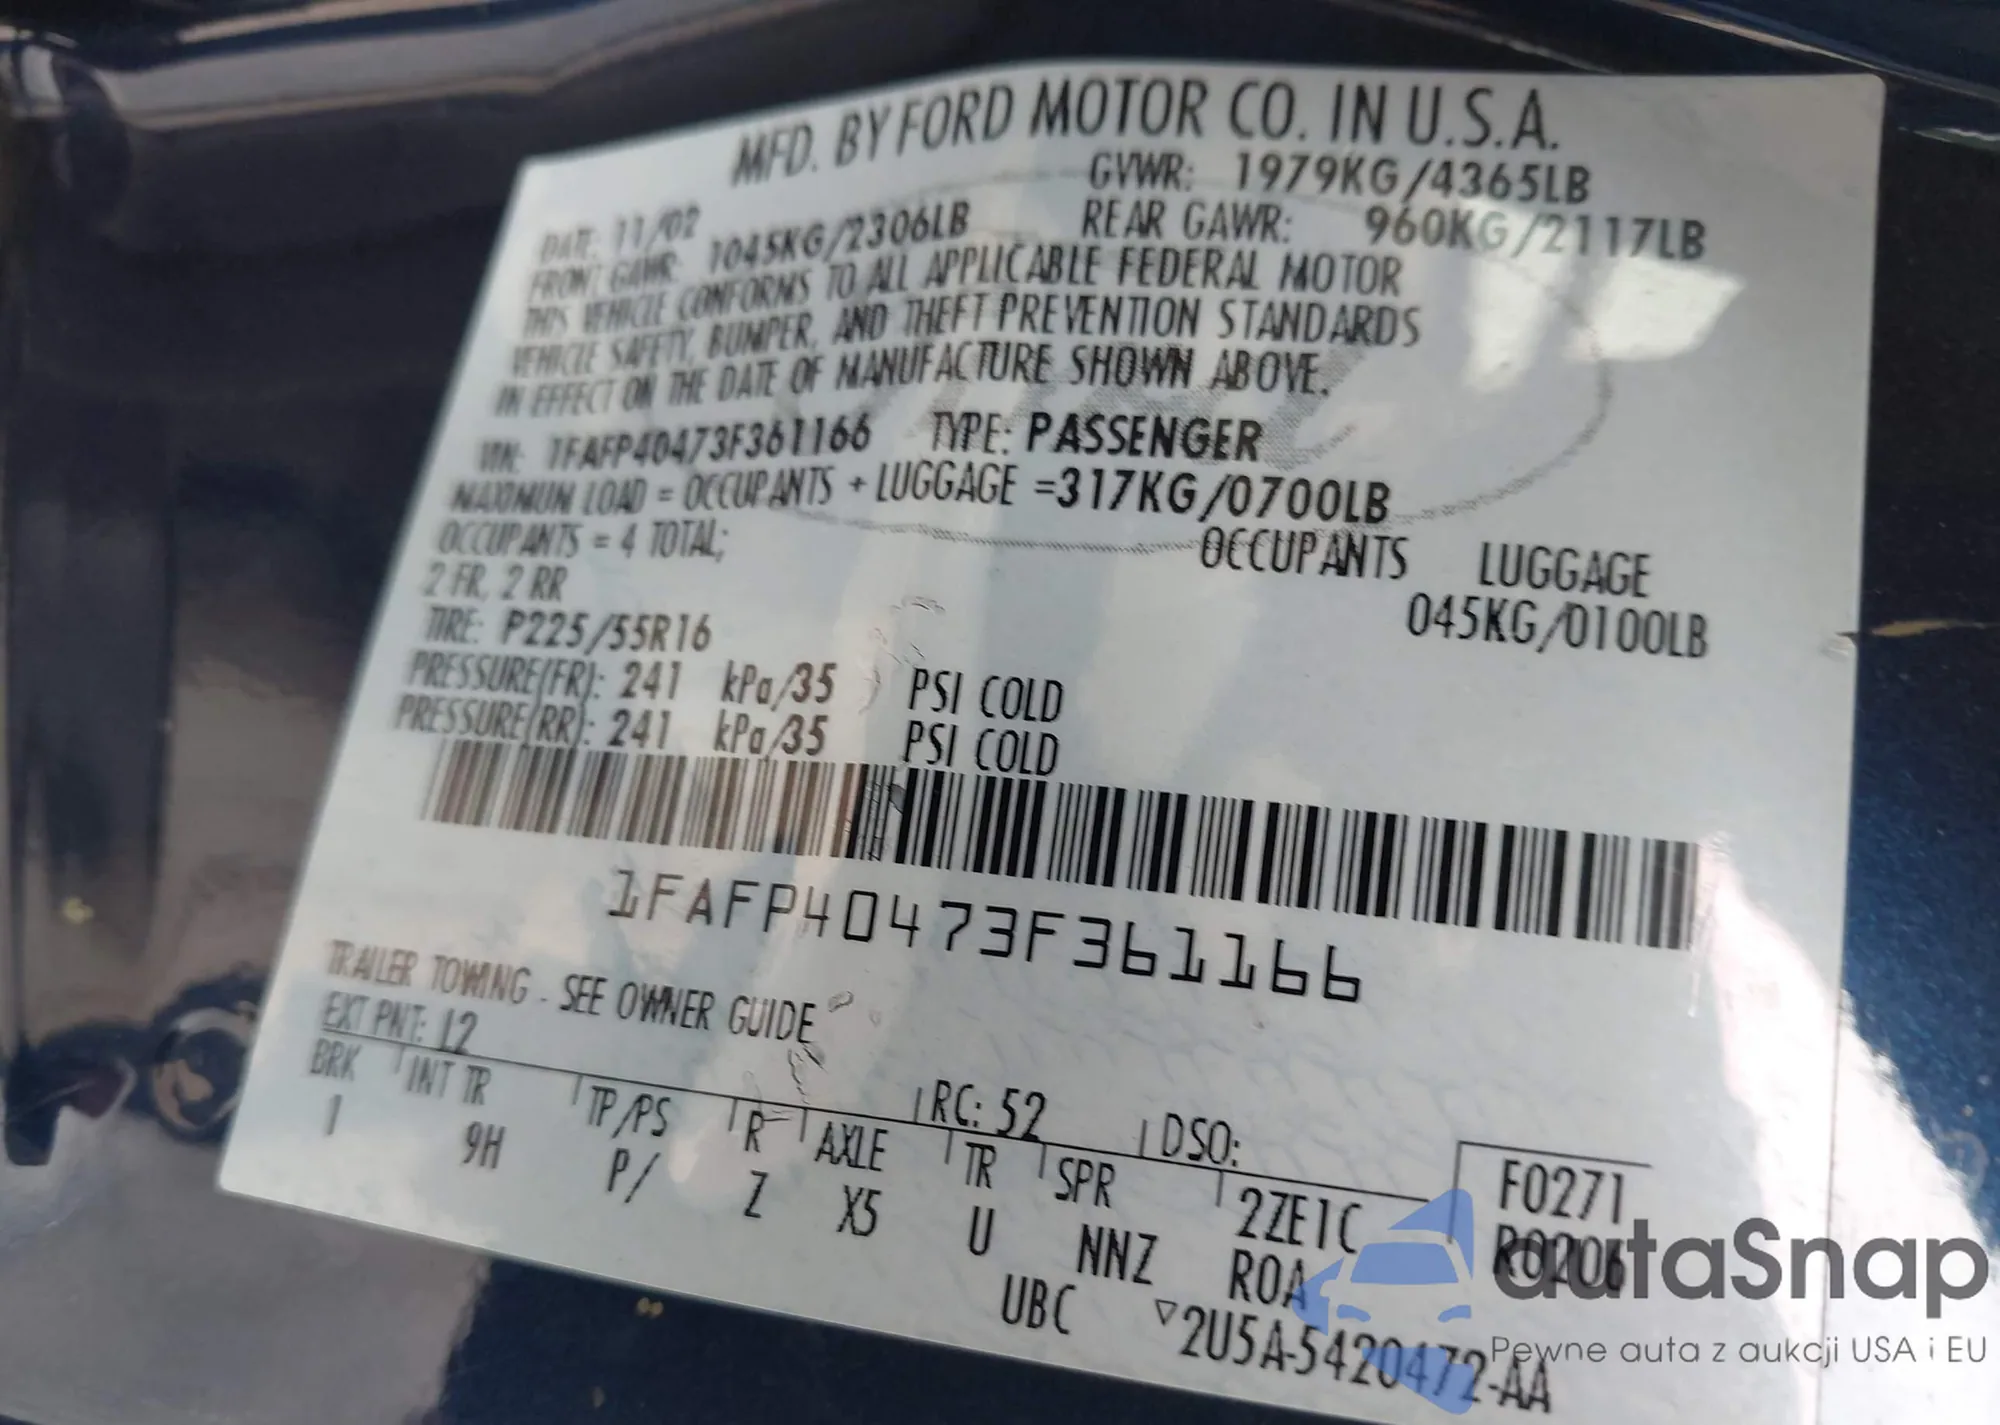 MFD. BY FORD MOTOR CO. IN U.S.A.
DATE: 11/02 GVWR: 1979KG/4365LB
FRONT GAWR: 1045KG/2306LB REAR GAWR: 960KG/2117LB
THIS VEHICLE CONFORMS TO ALL APPLICABLE FEDERAL MOTOR
VEHICLE SAFETY, BUMPER, AND THEFT PREVENTION STANDARDS
IN EFFECT ON THE DATE OF MANUFACTURE SHOWN ABOVE.
VIN: 1FAFP40473F361166 TYPE: PASSENGER
MAXIMUM LOAD = OCCUPANTS + LUGGAGE =317KG/0700LB
OCCUPANTS = 4 TOTAL; OCCUPANTS LUGGAGE
2 FR, 2 RR 045KG/0100LB
TIRE: P225/55R16
PRESSURE(FR): 241 kPa/35 PSI COLD
PRESSURE(RR): 241 kPa/35 PSI COLD
1FAFP40473F361166
TRAILER TOWING - SEE OWNER GUIDE
EXT PNT: L2 RC: 52 DSO: F0271
BRK INT TR TP/PS R AXLE TR SPR 2ZE1C R0206
1 9H P/ Z X5 U NNZ ROA
UBC ▽2U5A-5420472-AA
autaSnap
Pewne auta z aukcji USA i EU